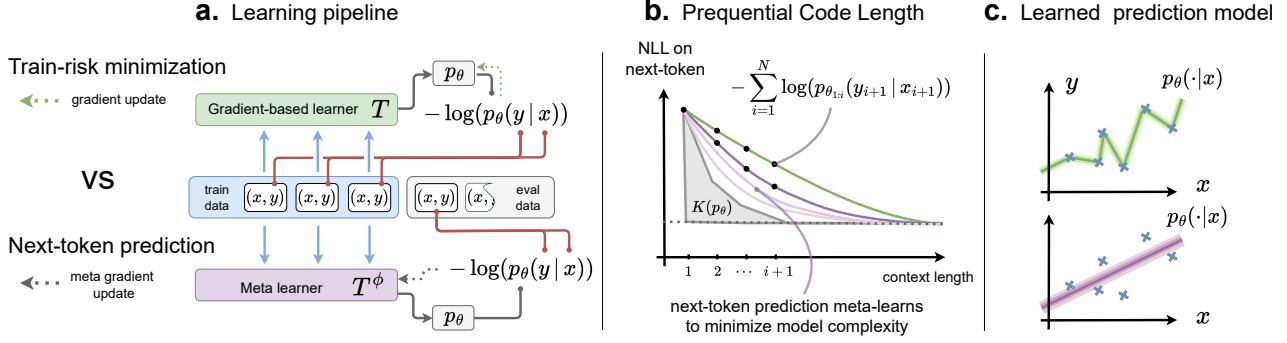 a. Learning pipeline
Train-risk minimization
gradient update
Gradient-based learner T
p_θ
− log(p_θ(y | x))
vs
train
data
(x, y)
(x, y)
(x, y)
(x, y)
(x,
eval
data
Next-token prediction
meta gradient
update
Meta learner T^ϕ
− log(p_θ(y | x))
p_θ
b. Prequential Code Length
NLL on
next-token
− \sum_{i=1}^{N} log(p_{θ_{1:i}}(y_{i+1} | x_{i+1}))
K(p_θ)
1 2 ⋯ i + 1
context length
next-token prediction meta-learns
to minimize model complexity
c. Learned prediction model
y
p_θ(·|x)
x
p_θ(·|x)
x